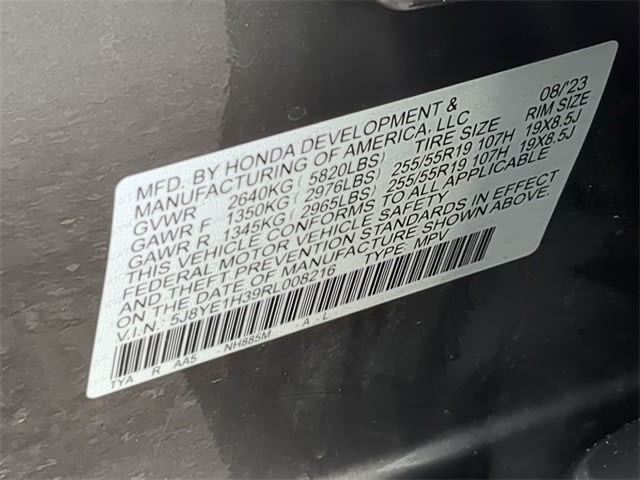 MFD. BY HONDA DEVELOPMENT & 08/'23
MANUFACTURING OF AMERICA, LLC
TIRE SIZE RIM SIZE
GVWR 2640KG ( 5820LBS)
GAWR F 1350KG ( 2976LBS) 255/55R19 107H 19X8.5J
GAWR R 1345KG ( 2965LBS) 255/55R19 107H 19X8.5J
THIS VEHICLE CONFORMS TO ALL APPLICABLE
FEDERAL MOTOR VEHICLE SAFETY
AND THEFT PREVENTION STANDARDS IN EFFECT
ON THE DATE OF MANUFACTURE SHOWN ABOVE.
V.I.N.: 5J8YE1H39RL008216 TYPE: MPV
TYA R AA5 -NH885M -A-L-